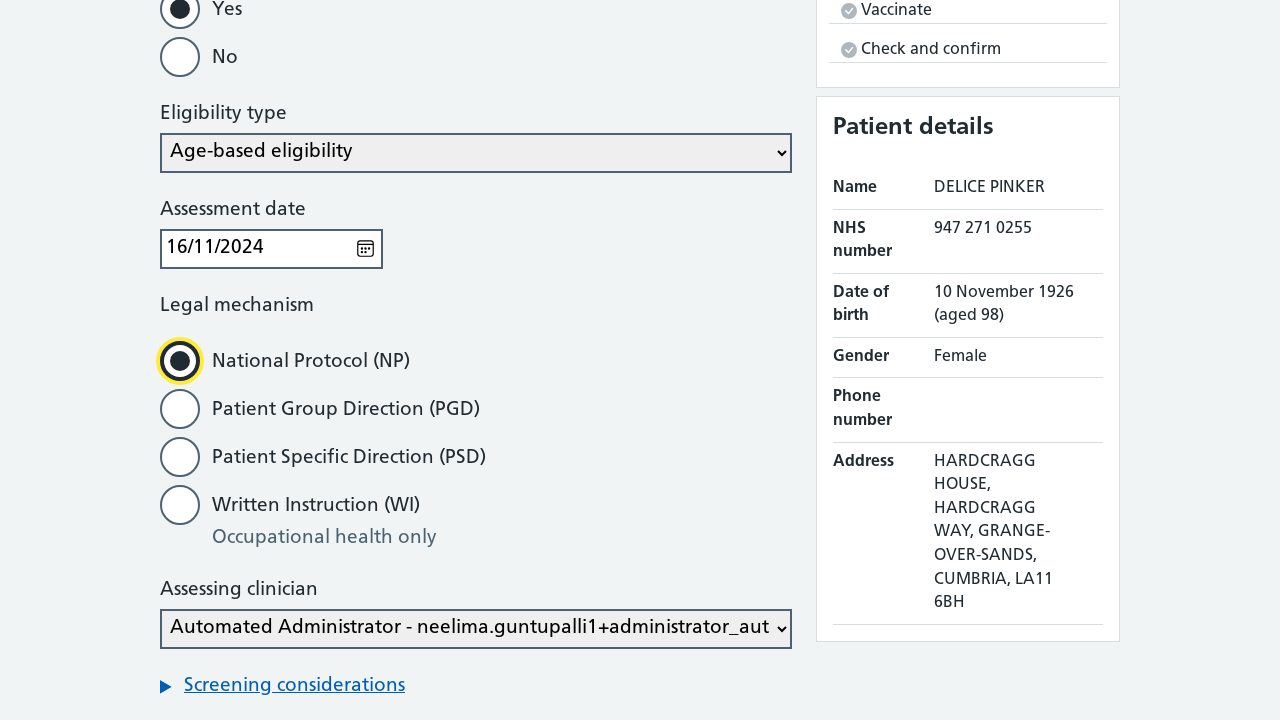 Yes
No
Eligibility type
Age-based eligibility
Assessment date
16/11/2024
Legal mechanism
National Protocol (NP)
Patient Group Direction (PGD)
Patient Specific Direction (PSD)
Written Instruction (WI)
Occupational health only
Assessing clinician
Automated Administrator - neelima.guntupalli1+administrator_aut
Screening considerations
Vaccinate
Check and confirm
Patient details
Name DELICE PINKER
NHS number 947 271 0255
Date of birth 10 November 1926 (aged 98)
Gender Female
Phone number
Address HARDCRAGG
HOUSE,
HARDCRAGG
WAY, GRANGE-
OVER-SANDS,
CUMBRIA, LA11
6BH